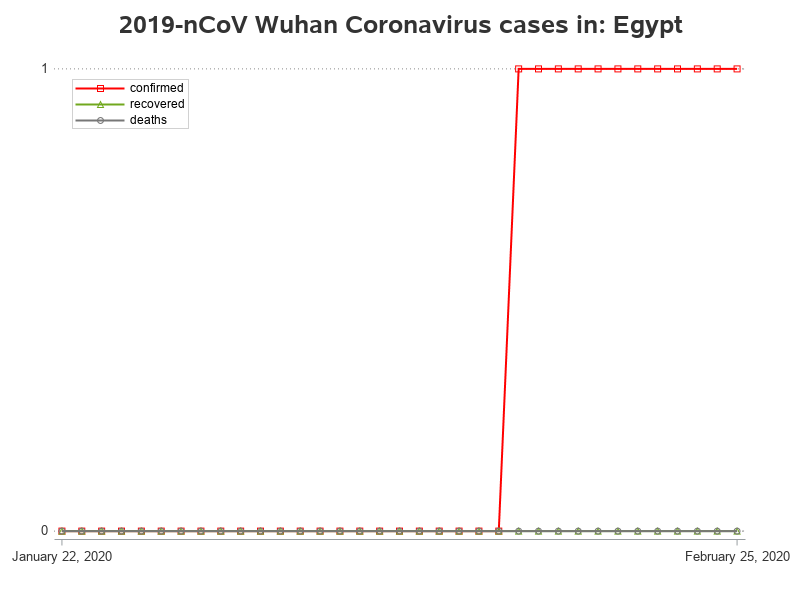 2019-nCoV Wuhan Coronavirus cases in: Egypt
1
confirmed
recovered
deaths
0
January 22, 2020 February 25, 2020